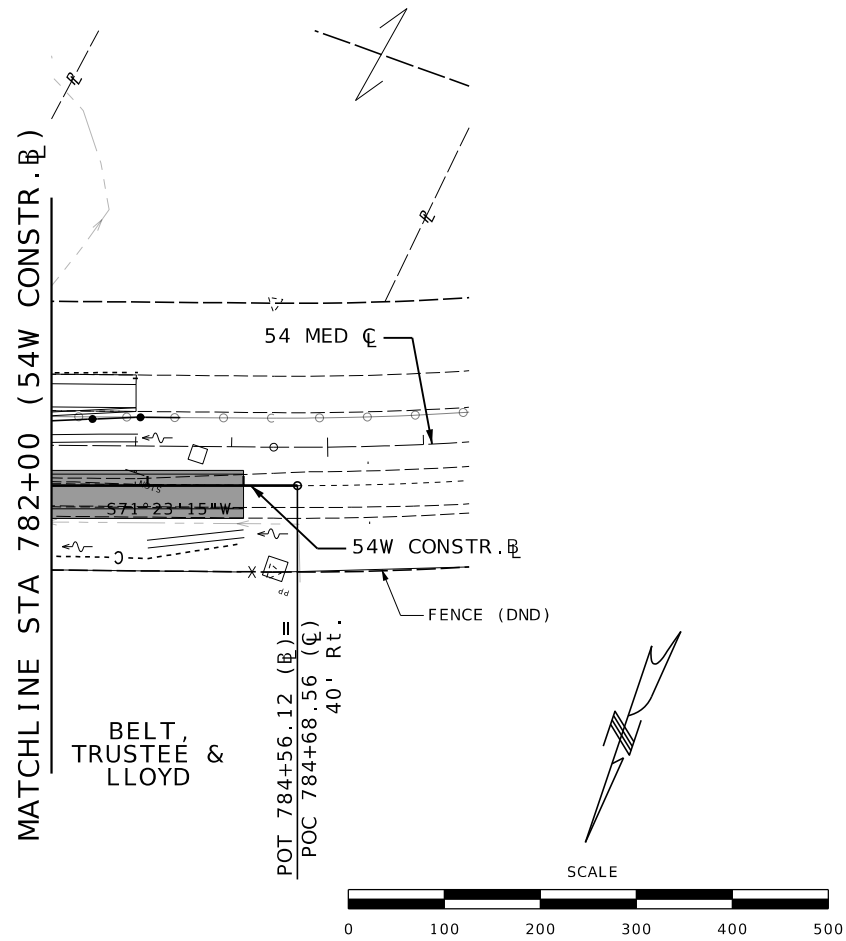 MATCHLINE STA 782+00 (54W CONSTR.℄)
54 MED ℄
S71°23'15"W
54W CONSTR.
FENCE (DND)
PP
POT 784+56.12 (B)=
POC 784+68.56 (℄)
40' Rt.
BELT,
TRUSTEE &
LLOYD
SCALE
0 100 200 300 400 500